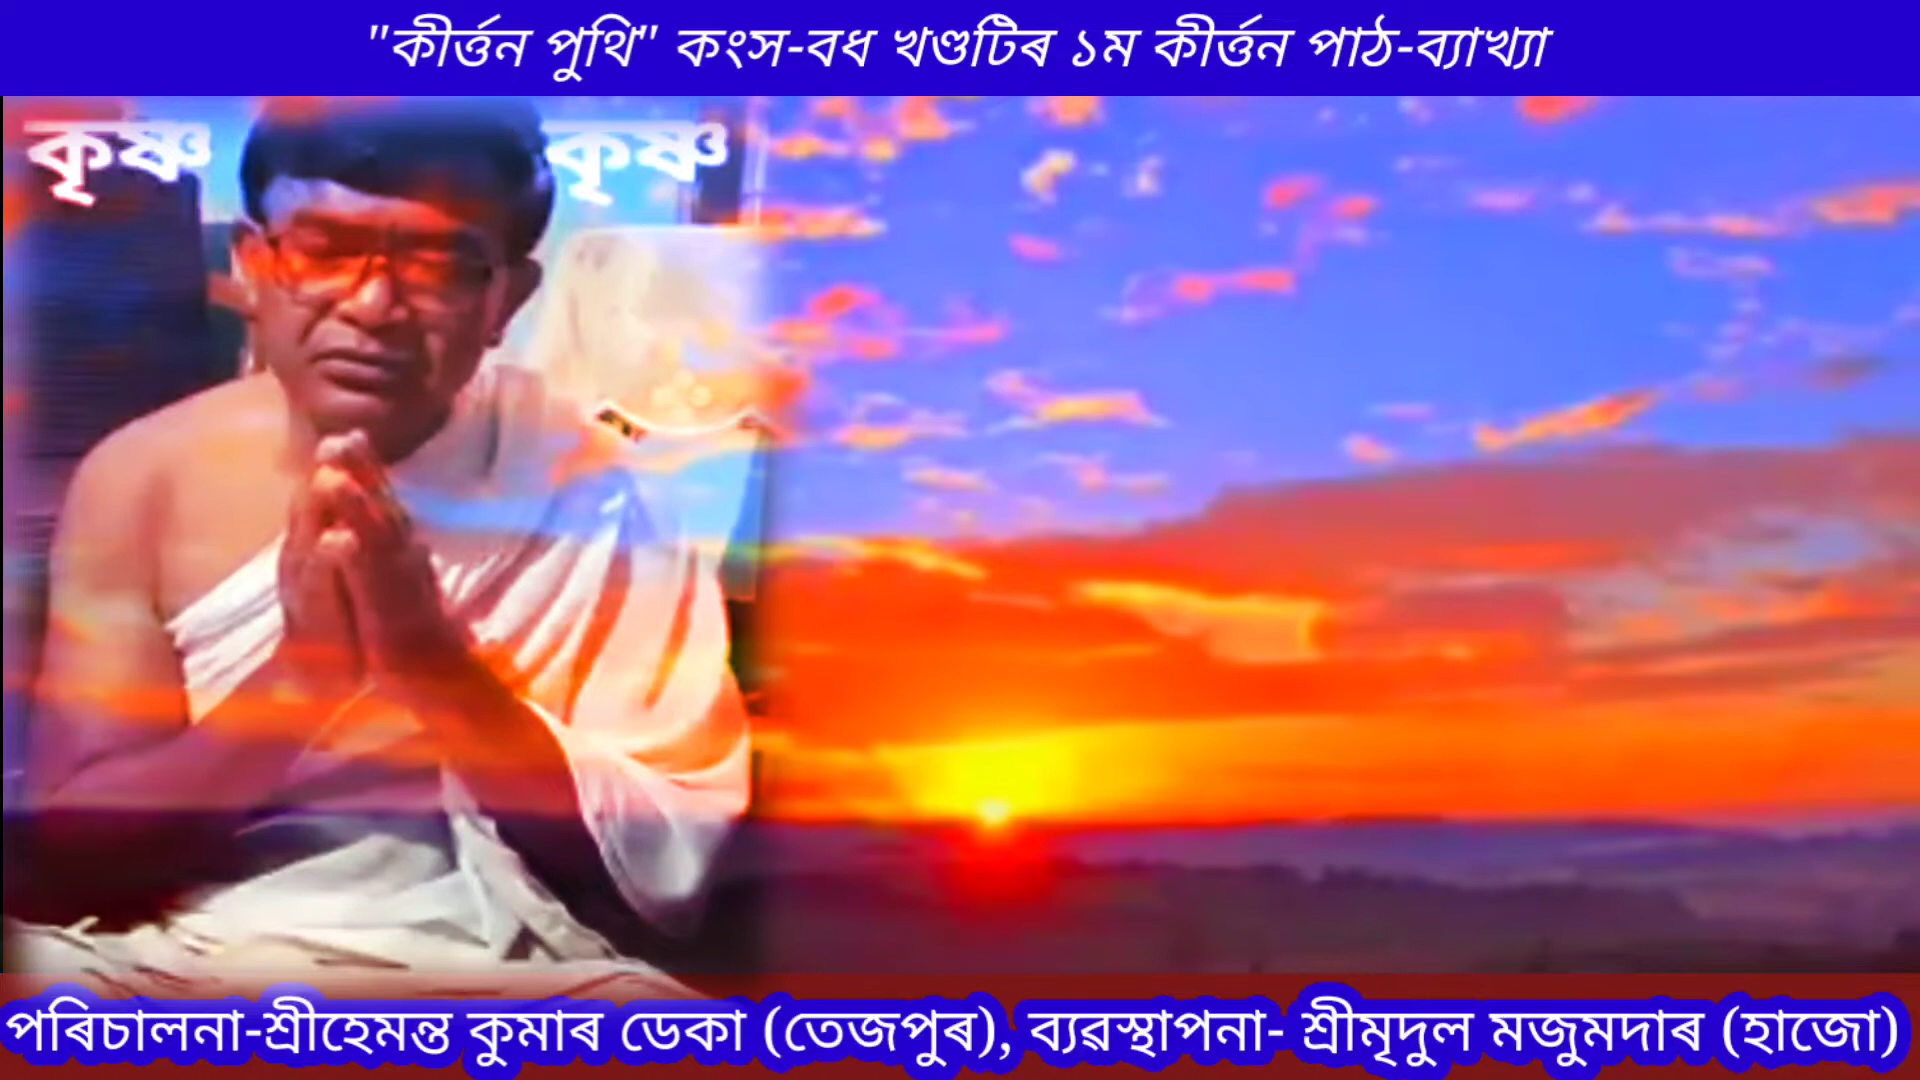 "কীৰ্ত্তন পুথি" কংস-বধ খণ্ডটিৰ ১ম কীৰ্ত্তন পাঠ-ব্যাখ্যা
কৃষ্ণ কৃষ্ণ
পৰিচালনা-শ্ৰীহেমন্ত কুমাৰ ডেকা (তেজপুৰ), ব্যৱস্থাপনা- শ্ৰীমৃদুল মজুমদাৰ (হাজো)